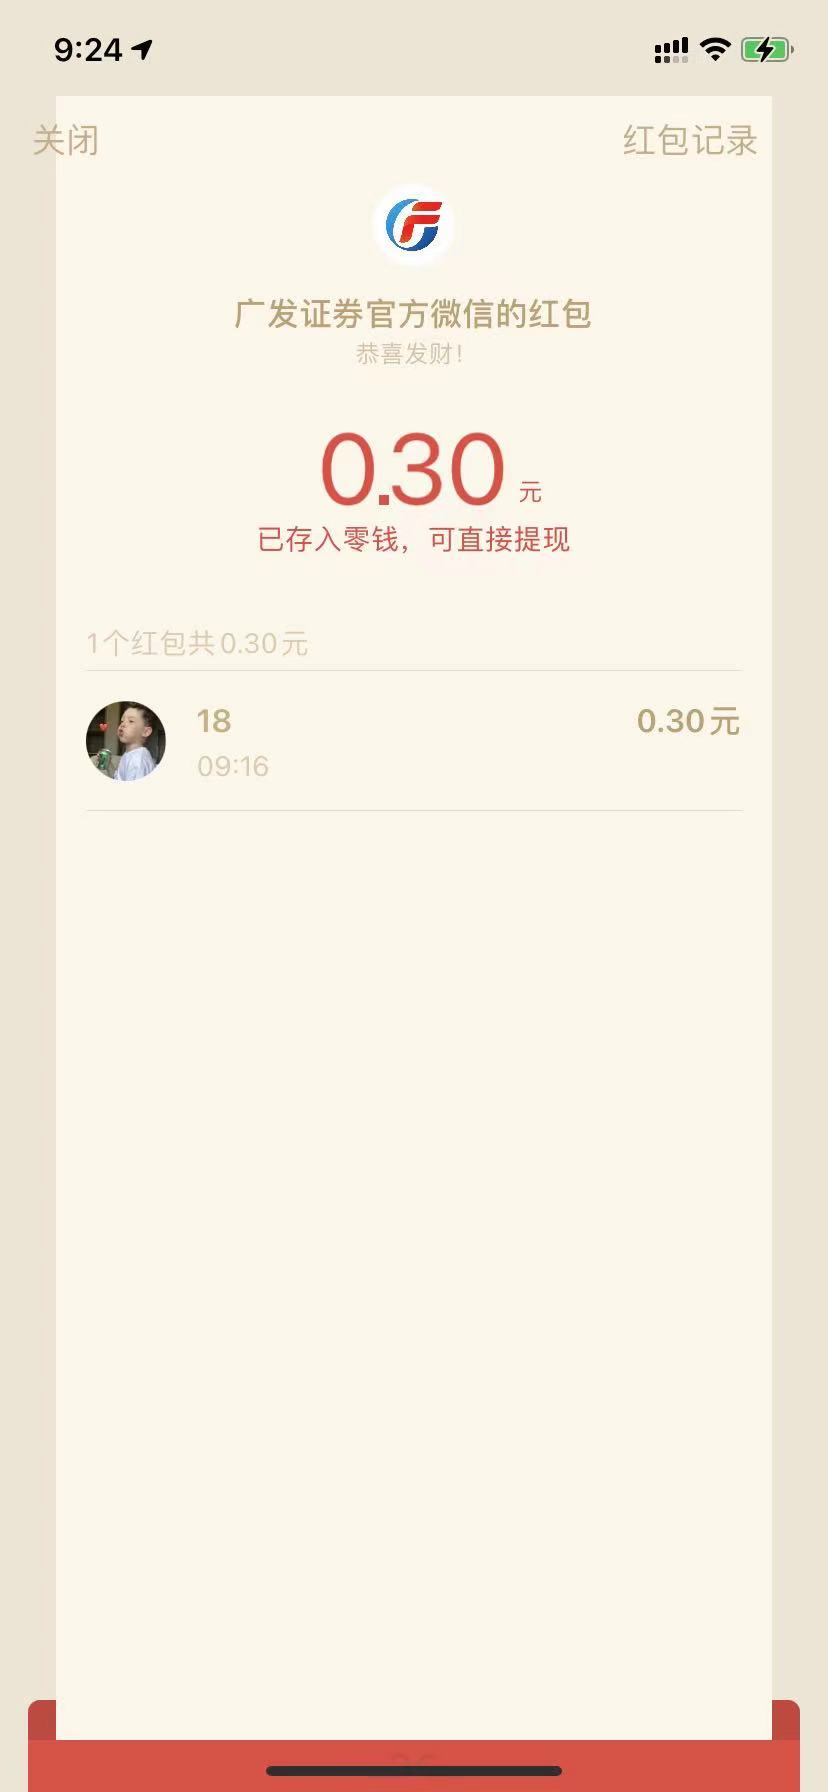 9:24
关闭
红包记录
广发证券官方微信的红包
恭喜发财!
0.30元
已存入零钱，可直接提现
1个红包共0.30元
18
0.30元
09:16